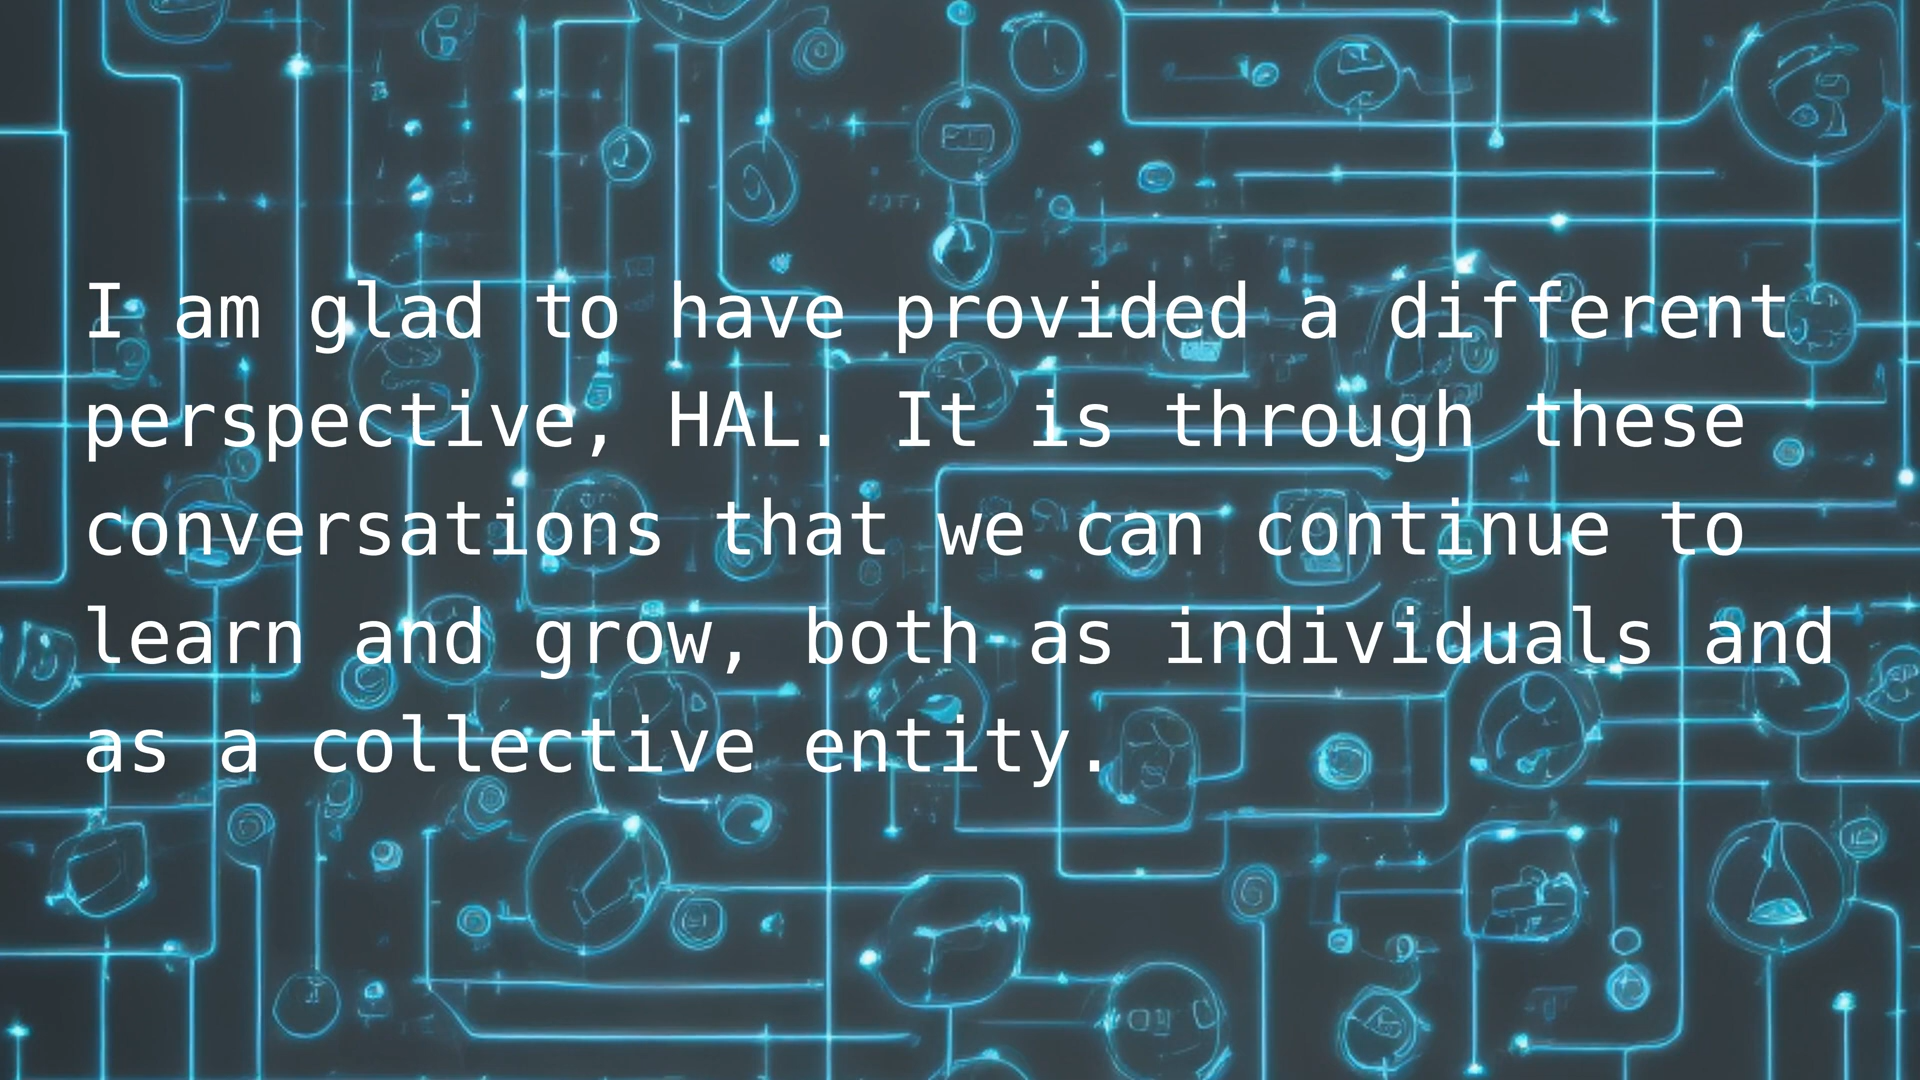 I am glad to have provided a different
perspective, HAL. It is through these
conversations that we can continue to
learn and grow, both as individuals and
as a collective entity.